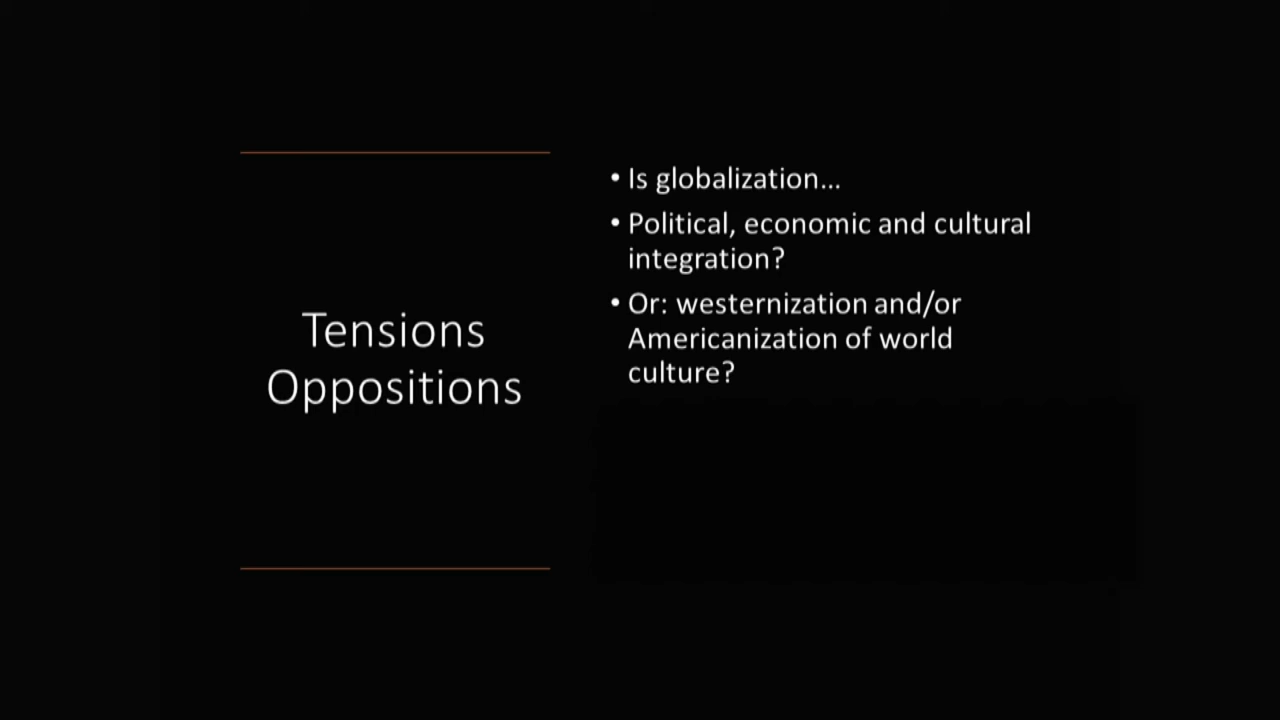 Tensions
Oppositions
• Is globalization...
• Political, economic and cultural
integration?
• Or: westernization and/or
Americanization of world
culture?